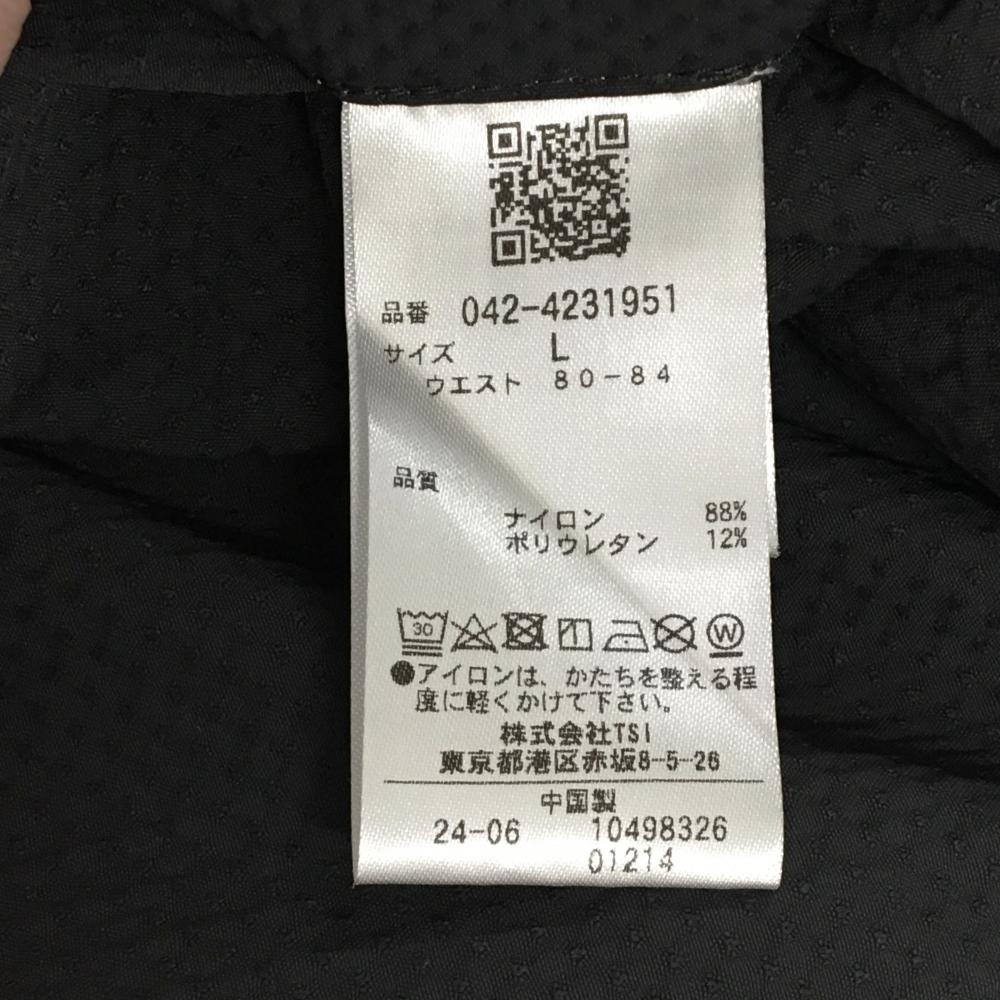 品番 042-4231951
サイズ L
ウエスト 80-84
品質
ナイロン 88%
ポリウレタン 12%
30 W
●アイロンは、かたちを整える程
度に軽くかけて下さい。
株式会社TSI
東京都港区赤坂8-5-26
中国製
24-06 10498326
01214